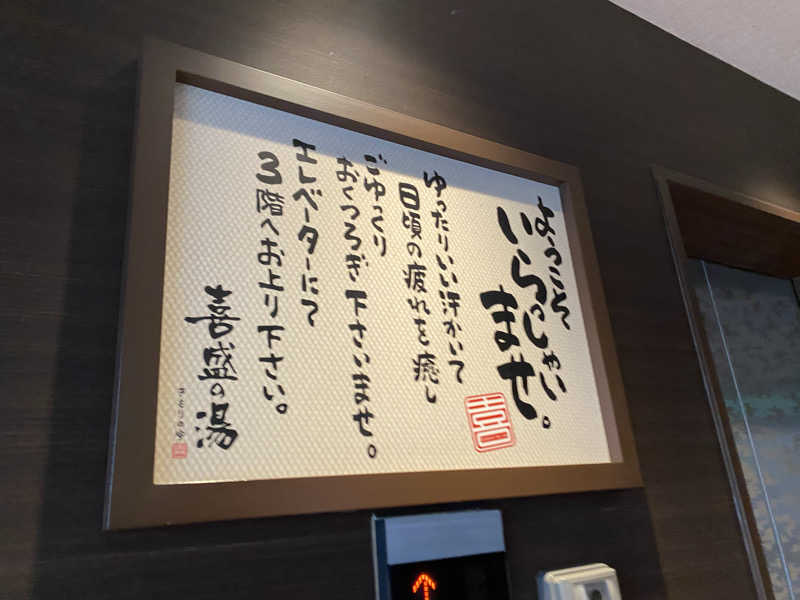 ようこそ
いらっしゃい
ませ。
喜
ゆったりいい汗かいて
日頃の疲れを癒し
ごゆっくり
おくつろぎ下さいませ。
エレベーターにて
3階へお上り下さい。
喜盛の湯